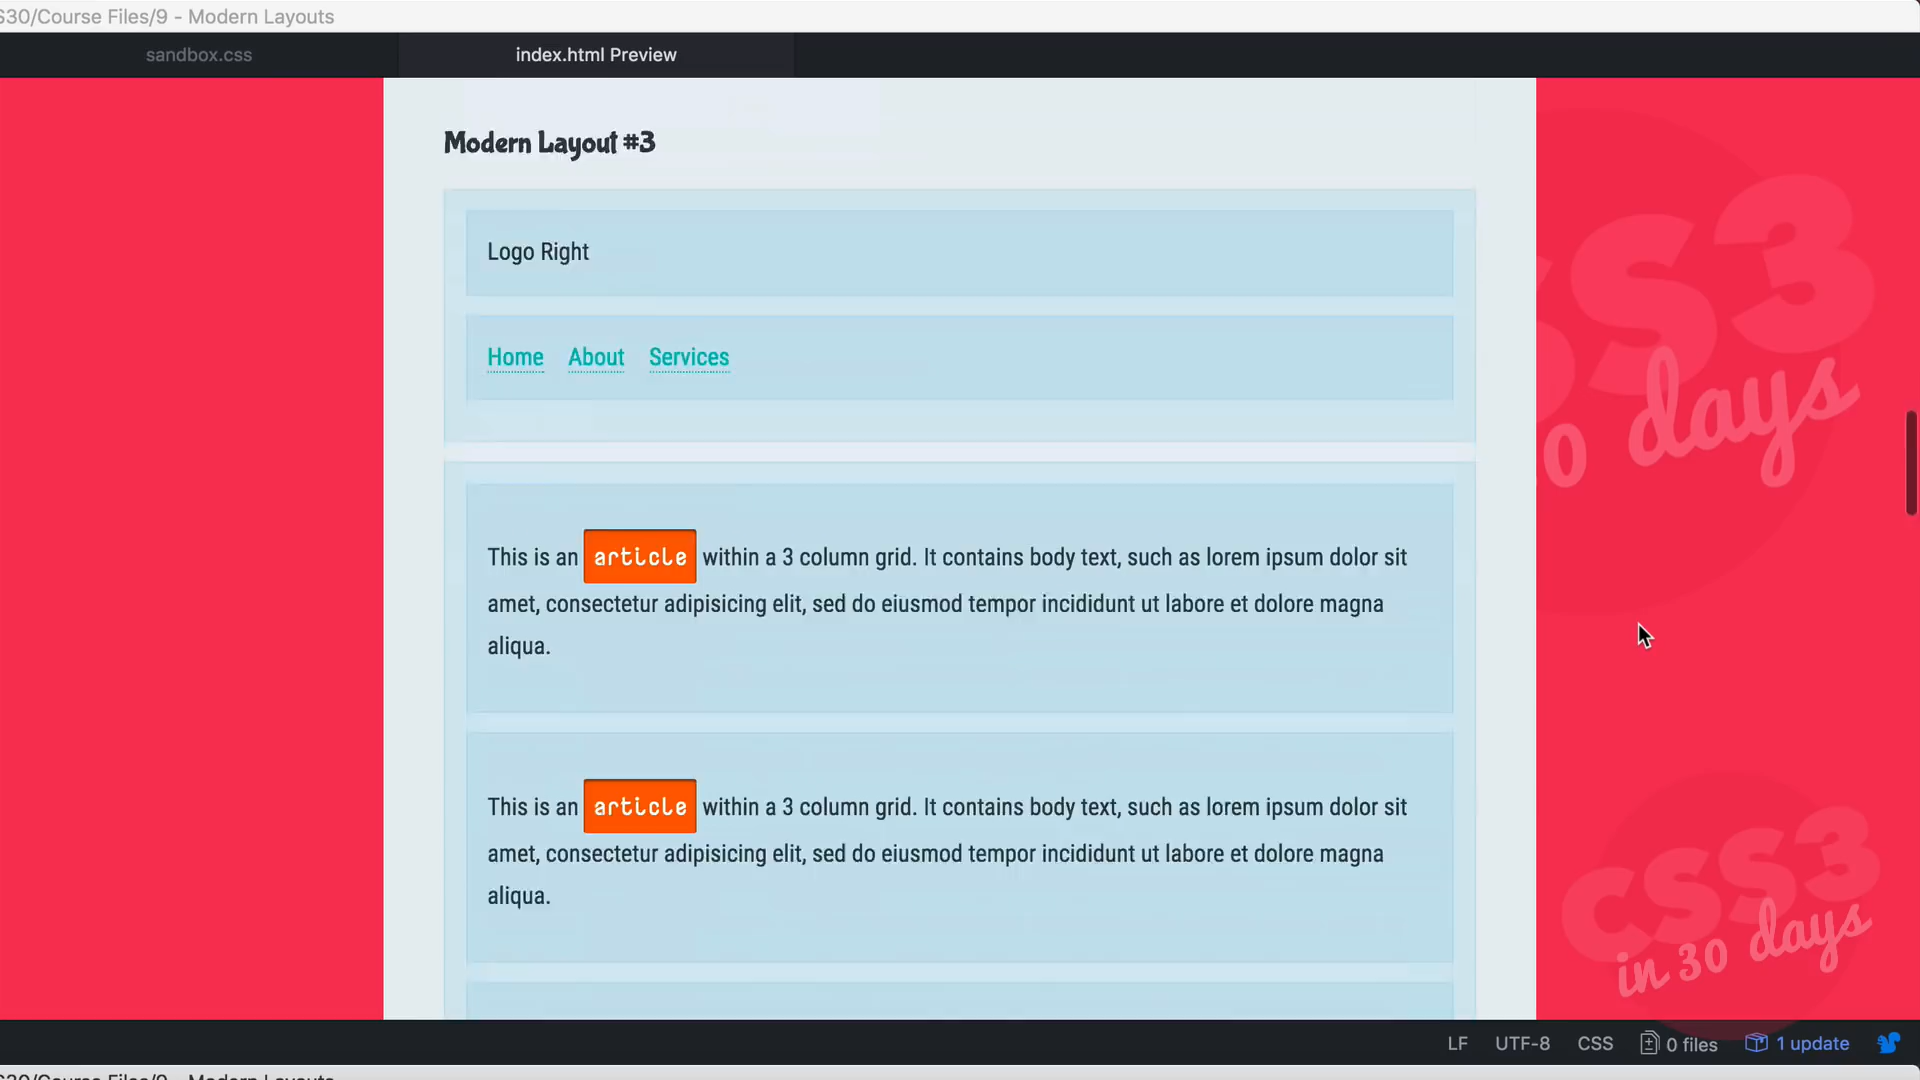 S30/Course Files/9 - Modern Layouts
sandbox.css
index.html Preview
Modern Layout #3
Logo Right
Home About Services
This is an article within a 3 column grid. It contains body text, such as lorem ipsum dolor sit
amet, consectetur adipisicing elit, sed do eiusmod tempor incididunt ut labore et dolore magna
aliqua.
This is an article within a 3 column grid. It contains body text, such as lorem ipsum dolor sit
amet, consectetur adipisicing elit, sed do eiusmod tempor incididunt ut labore et dolore magna
aliqua.
S3
0 days
CSS3
in 30 days
LF UTF-8 CSS 0 files 1 update